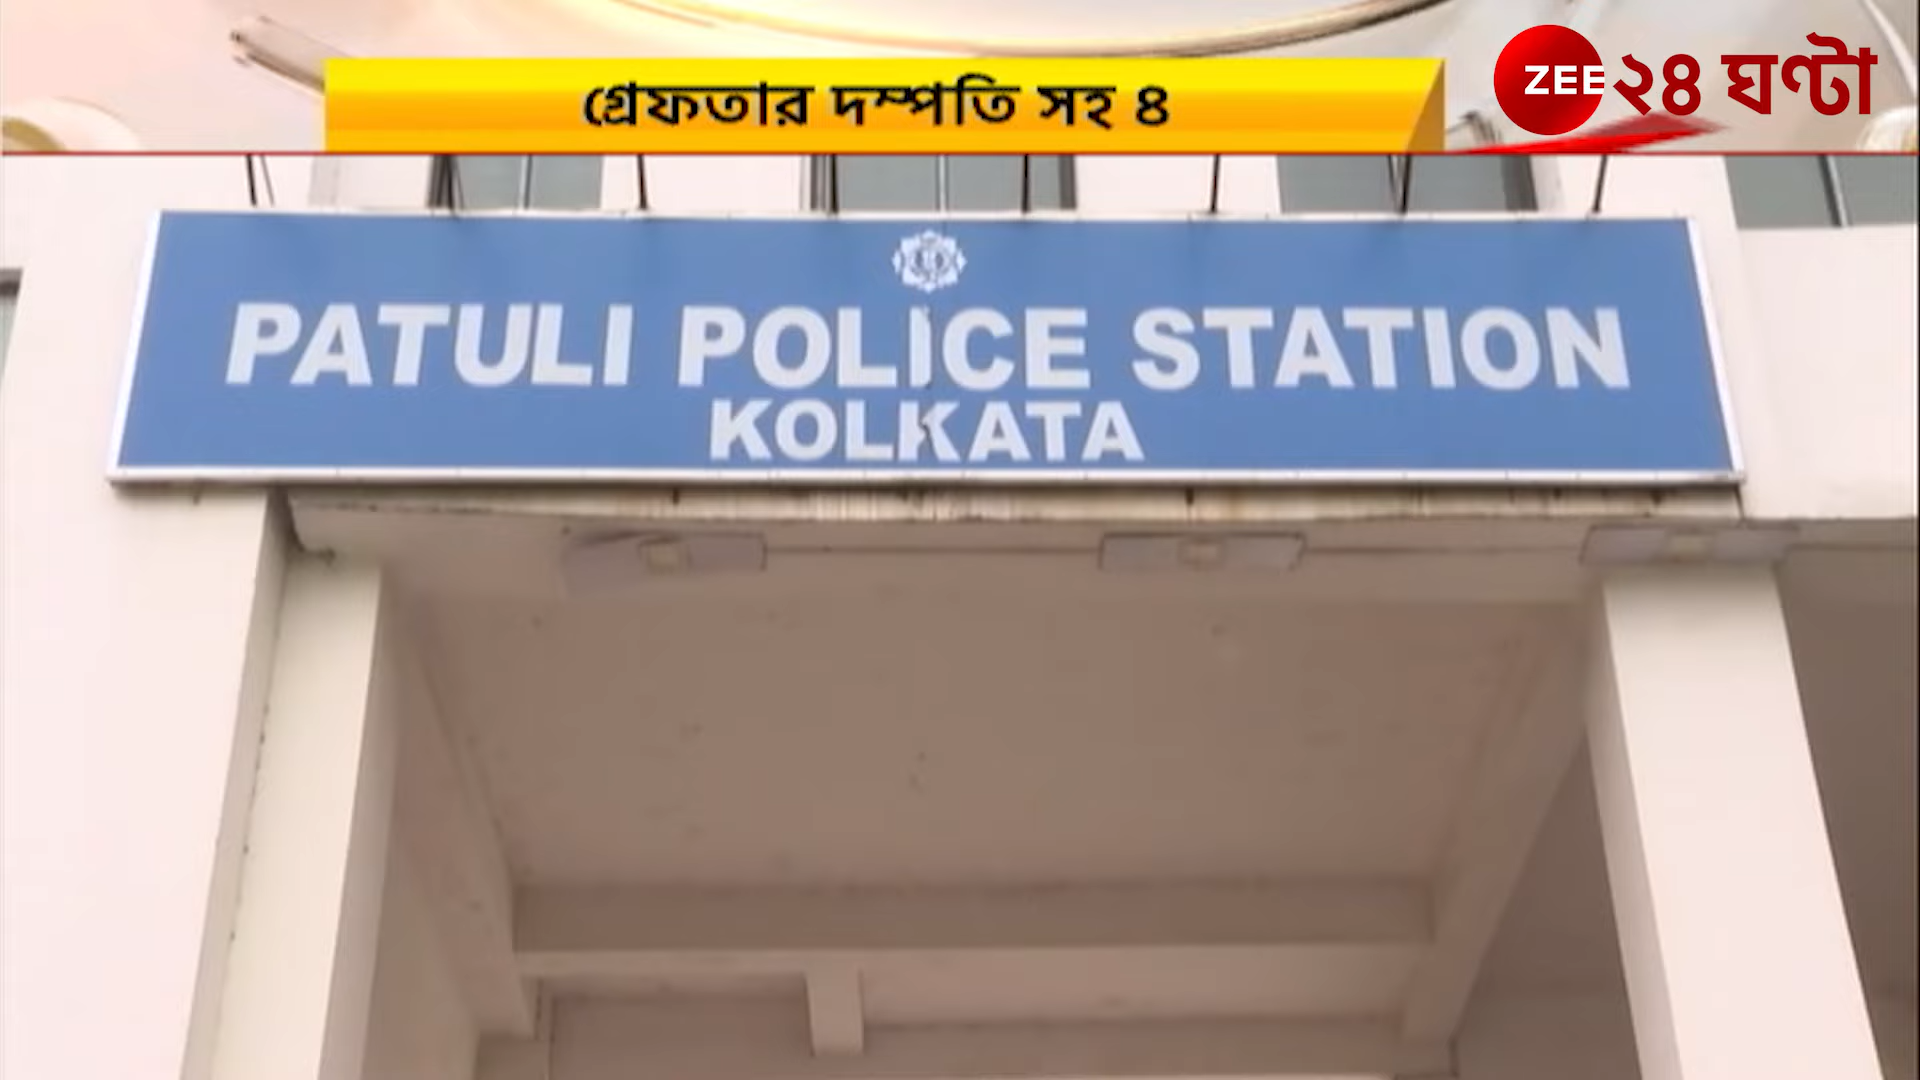 গ্রেফতার দম্পতি সহ ৪
ZEE ২৪ ঘণ্টা
PATULI POLICE STATION
KOLKATA